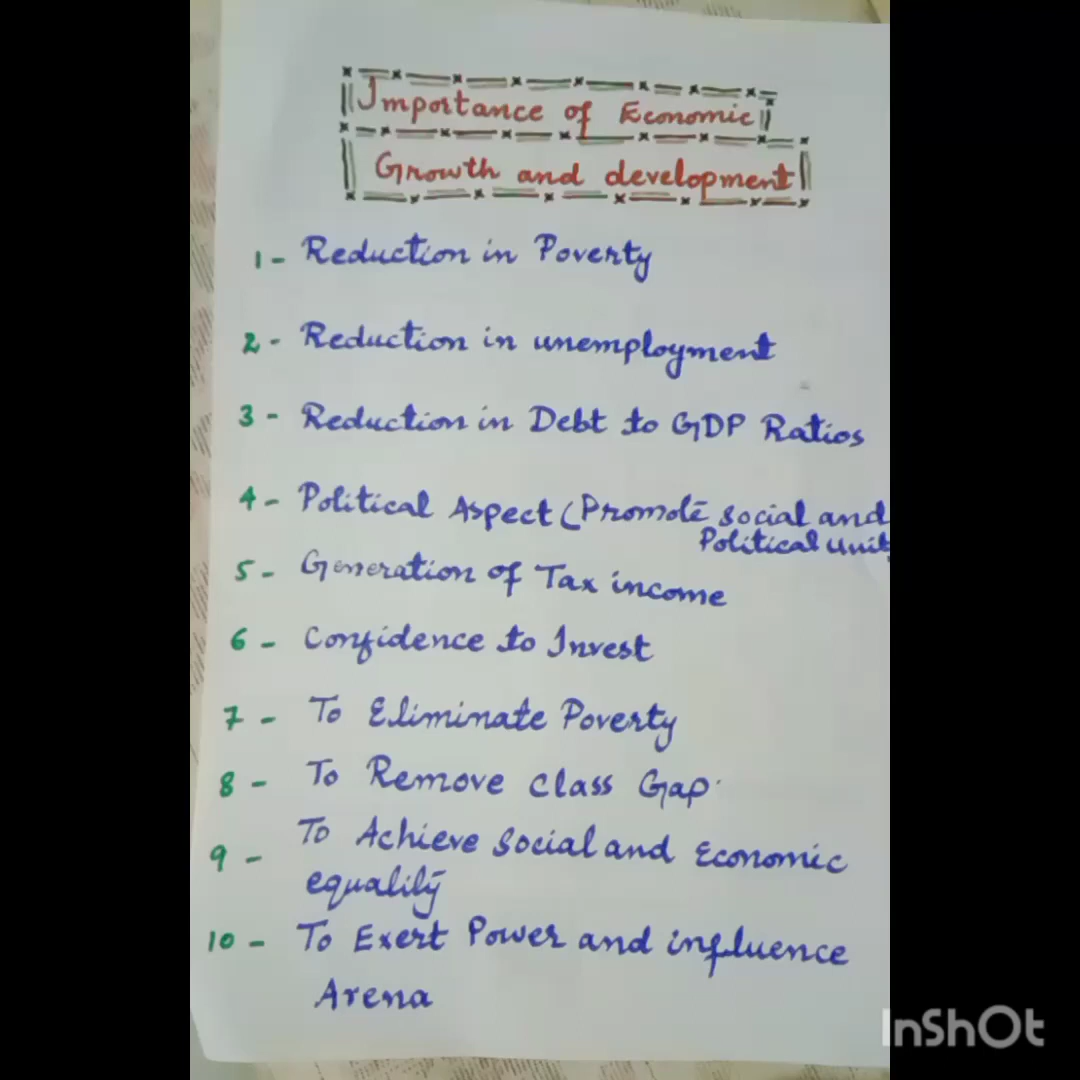 Importance of Economic
Growth and development
1- Reduction in Poverty
2- Reduction in unemployment
3- Reduction in Debt to GDP Ratios
4- Political Aspect (Promote social and
Political unit
5- Generation of Tax income
6- Confidence to Invest
7- To Eliminate Poverty
8- To Remove class Gap
9- To Achieve social and Economic
equality
10- To Exert Power and influence
Arena
InShOt